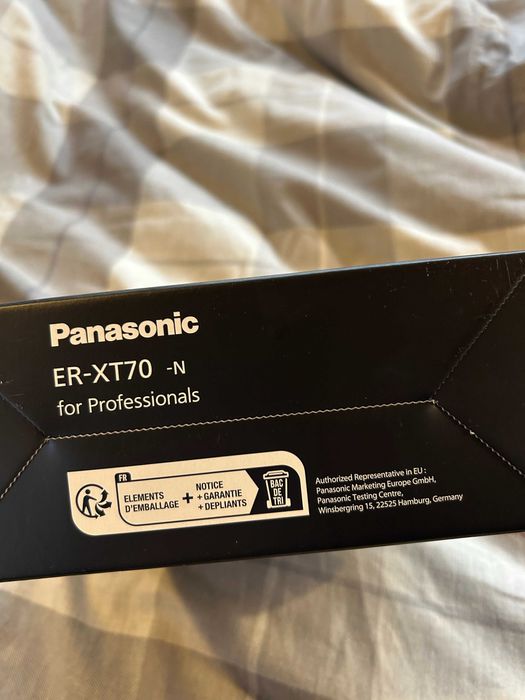 Panasonic
ER-XT70 -N
for Professionals
FR
ELEMENTS
D'EMBALLAGE
+
NOTICE
+ GARANTIE
+ DEPLIANTS
BAC
DE
TRI
Authorized Representative in EU :
Panasonic Marketing Europe GmbH,
Panasonic Testing Centre,
Winsbergring 15, 22525 Hamburg, Germany